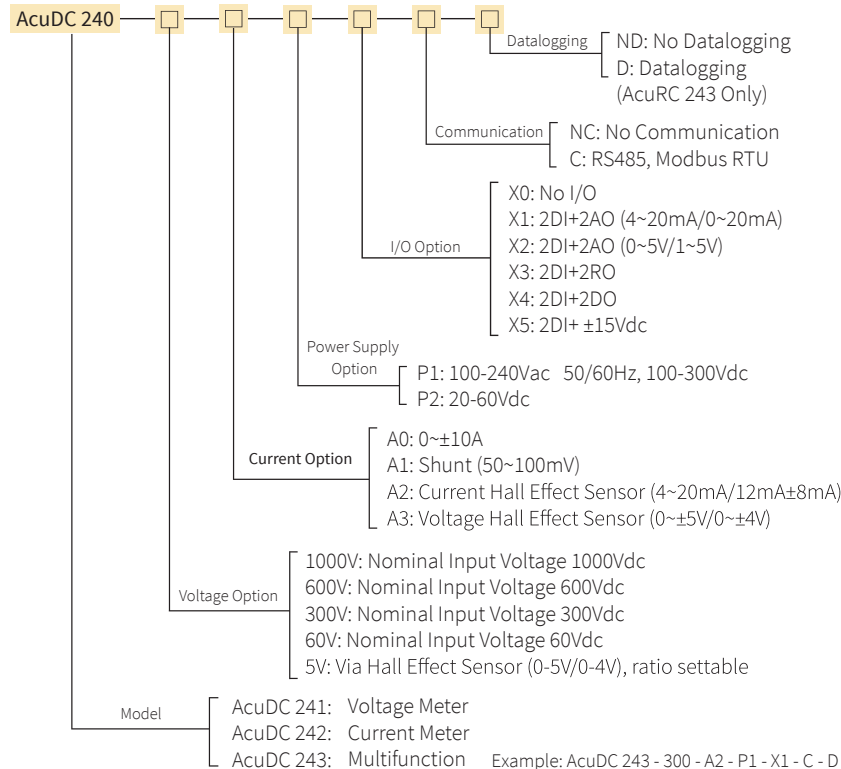 AcuDC 240
Datalogging
ND: No Datalogging
D: Datalogging
(AcuRC 243 Only)
Communication
NC: No Communication
C: RS485, Modbus RTU
I/O Option
X0: No I/O
X1: 2DI+2AO (4~20mA/0~20mA)
X2: 2DI+2AO (0~5V/1~5V)
X3: 2DI+2RO
X4: 2DI+2DO
X5: 2DI+ ±15Vdc
Power Supply
Option
P1: 100-240Vac 50/60Hz, 100-300Vdc
P2: 20-60Vdc
Current Option
A0: 0~±10A
A1: Shunt (50~100mV)
A2: Current Hall Effect Sensor (4~20mA/12mA±8mA)
A3: Voltage Hall Effect Sensor (0~±5V/0~±4V)
Voltage Option
1000V: Nominal Input Voltage 1000Vdc
600V: Nominal Input Voltage 600Vdc
300V: Nominal Input Voltage 300Vdc
60V: Nominal Input Voltage 60Vdc
5V: Via Hall Effect Sensor (0-5V/0-4V), ratio settable
Model
AcuDC 241: Voltage Meter
AcuDC 242: Current Meter
AcuDC 243: Multifunction
Example: AcuDC 243 - 300 - A2 - P1 - X1 - C - D